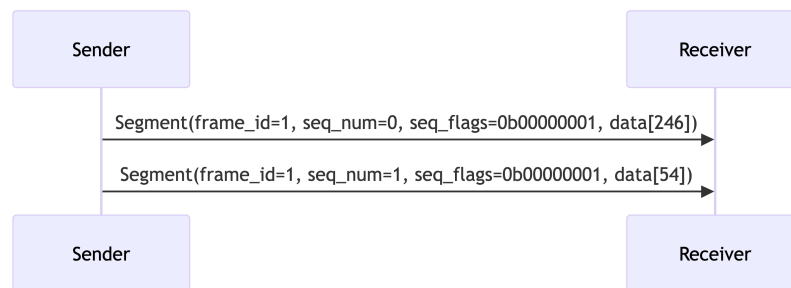 Sender
Receiver
Segment(frame_id=1, seq_num=0, seq_flags=0b00000001, data[246])
Segment(frame_id=1, seq_num=1, seq_flags=0b00000001, data[54])
Sender
Receiver